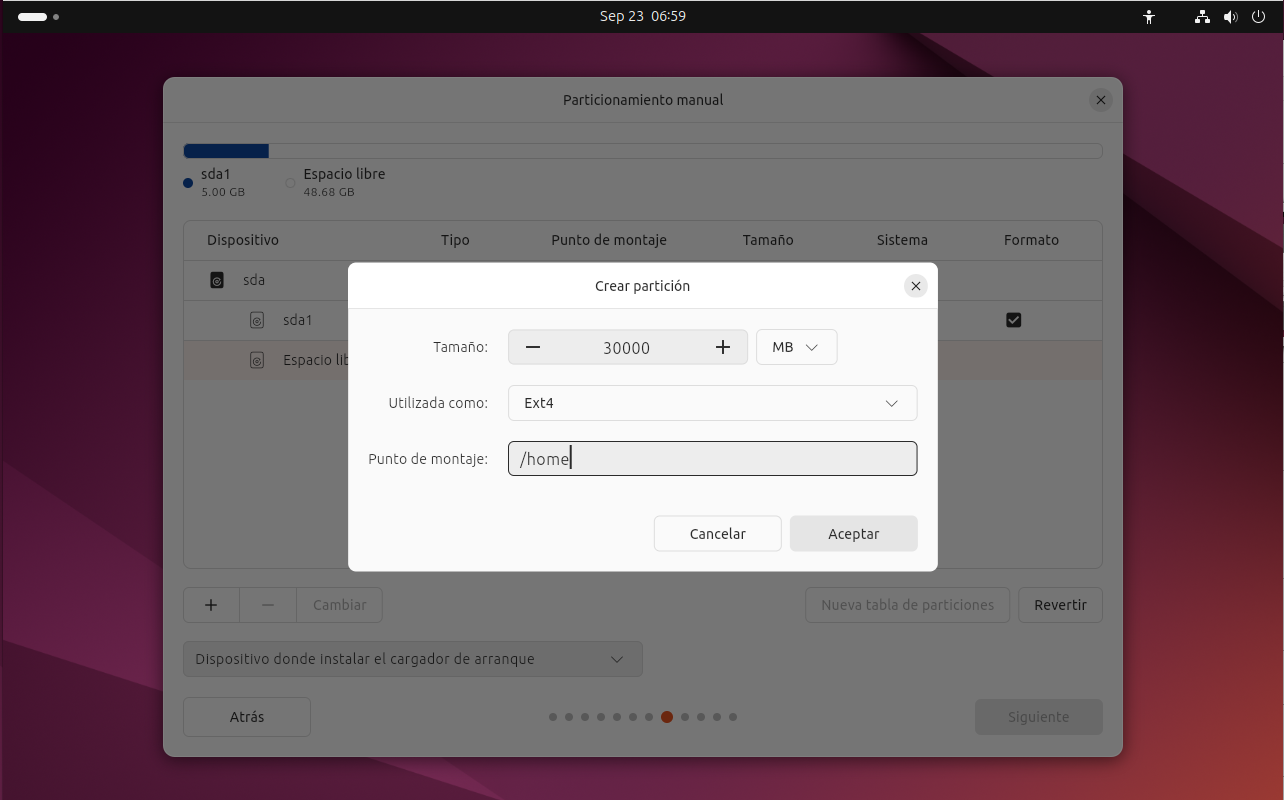 Sep 23 06:59
Particionamiento manual
sda1
5.00 GB
Espacio libre
48.68 GB
Dispositivo Tipo Punto de montaje Tamaño Sistema Formato
sda
sda1
Espacio lib
Crear partición
Tamaño: 30000 MB
Utilizada como: Ext4
Punto de montaje: /home
Cancelar Aceptar
Cambiar Nueva tabla de particiones Revertir
Dispositivo donde instalar el cargador de arranque
Atrás Siguiente